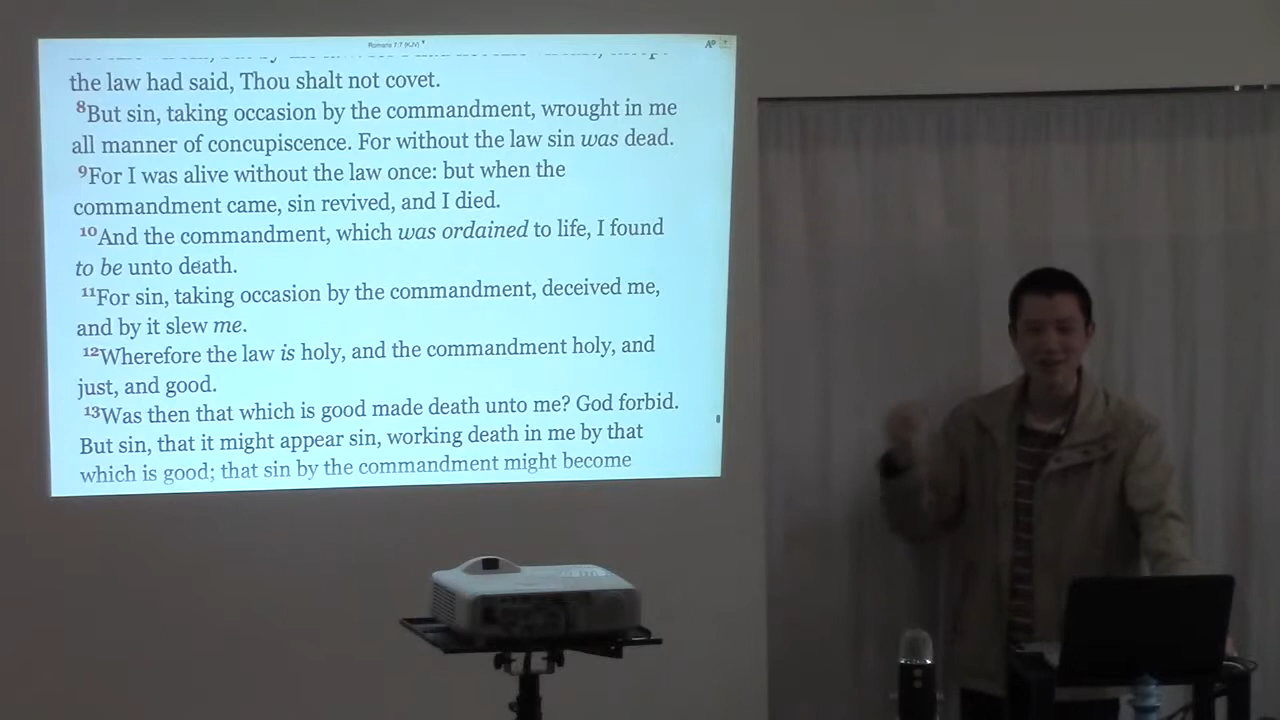 Romans 7:7 (KJV)
the law had said, Thou shalt not covet.
8But sin, taking occasion by the commandment, wrought in me
all manner of concupiscence. For without the law sin was dead.
9For I was alive without the law once: but when the
commandment came, sin revived, and I died.
10And the commandment, which was ordained to life, I found
to be unto death.
11For sin, taking occasion by the commandment, deceived me,
and by it slew me.
12Wherefore the law is holy, and the commandment holy, and
just, and good.
13Was then that which is good made death unto me? God forbid.
But sin, that it might appear sin, working death in me by that
which is good; that sin by the commandment might become